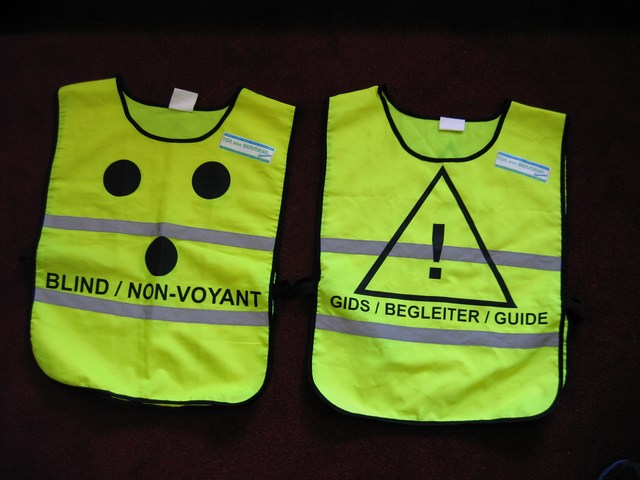 BLIND / NON-VOYANT
!
GIDS / BEGLEITER / GUIDE